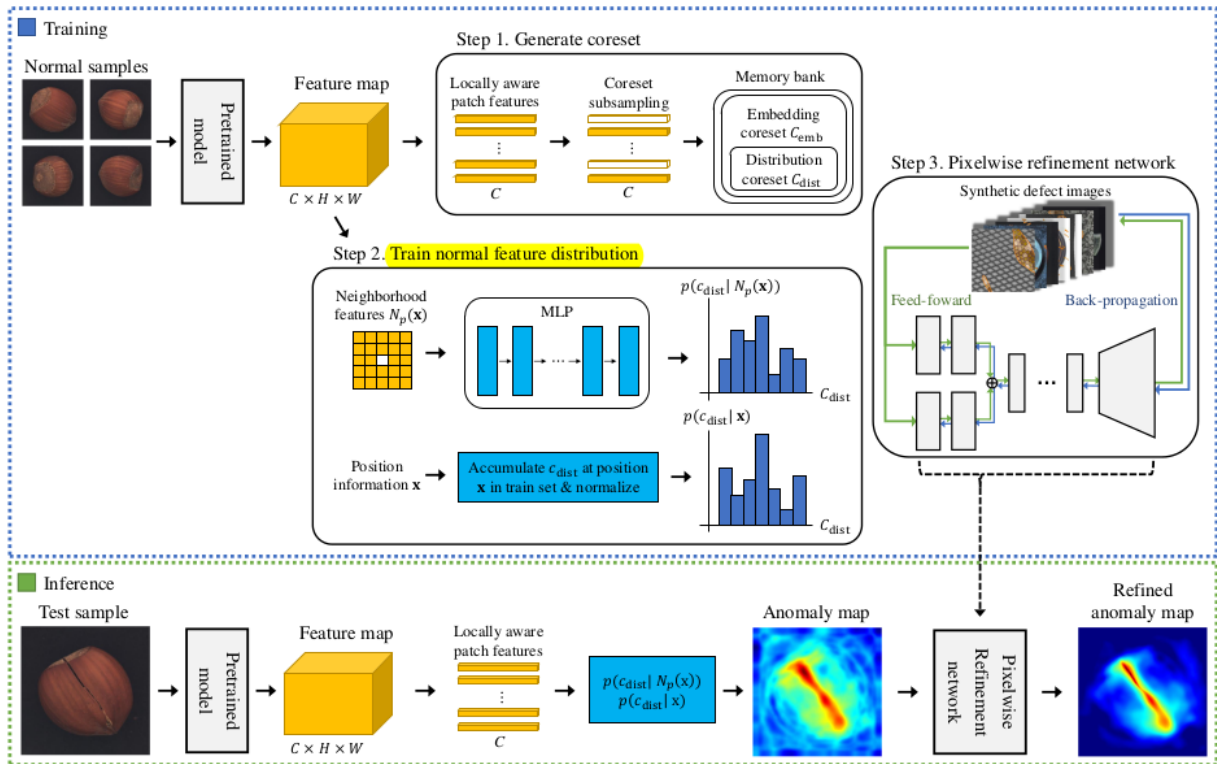 Training
Normal samples
Pretrained
model
Feature map
C × H × W
Step 1. Generate coreset
Locally aware
patch features
⋮
C
Coreset
subsampling
⋮
C
Memory bank
Embedding
coreset C_emb
Distribution
coreset C_dist
Step 2. Train normal feature distribution
Neighborhood
features N_p(x)
MLP
⋯
p(c_dist| N_p(x))
C_dist
Position
information x
Accumulate c_dist at position
x in train set & normalize
p(c_dist| x)
C_dist
Step 3. Pixelwise refinement network
Synthetic defect images
Feed-foward
Back-propagation
⊕
⋯
Inference
Test sample
Pretrained
model
Feature map
C × H × W
Locally aware
patch features
⋮
C
p(c_dist| N_p(x))
p(c_dist| x)
Anomaly map
Pixelwise
Refinement
network
Refined
anomaly map